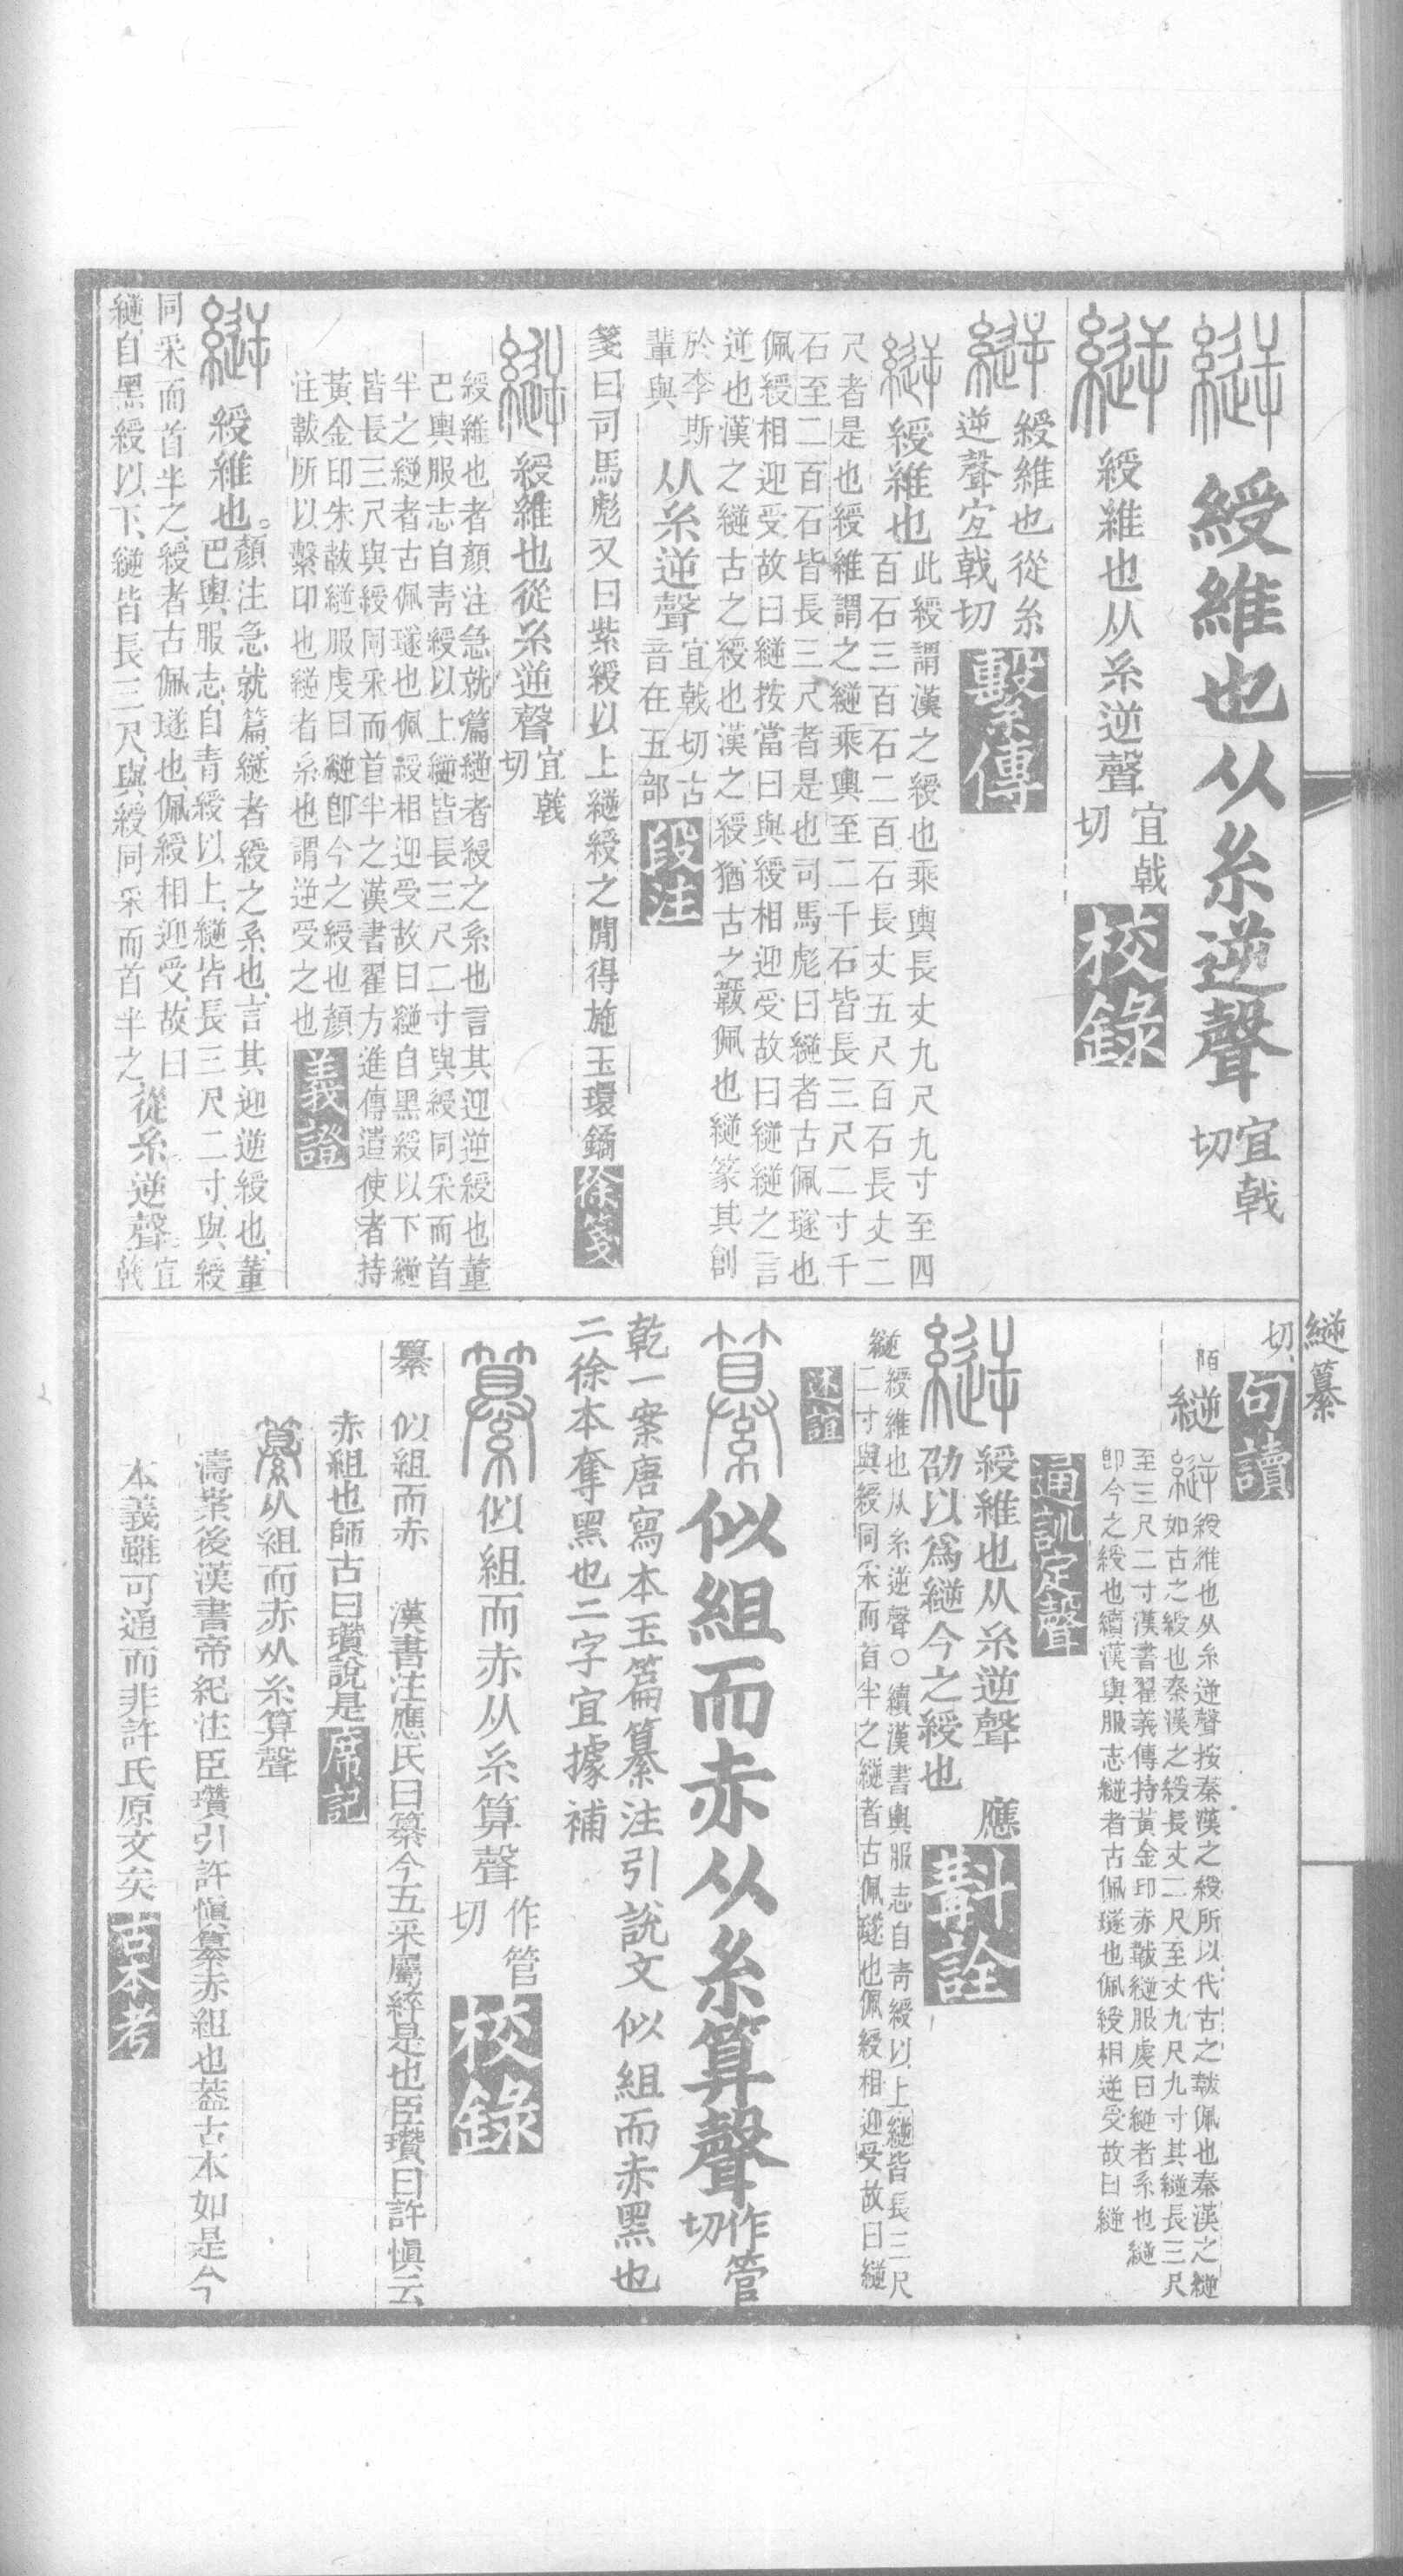 綬維也从糸逆聲宜戟切
綬維也从糸逆聲宜戟切校錄
綬維也從糸
逆聲宜戟切繫傳
綬維也此綬謂漢之綬也乘輿長丈九尺九寸至四
百石三百石二百石長丈五尺百石長丈二
尺者是也綬維謂之縌乘輿至二千石皆長三尺二寸千
石至二百石皆長三尺者是也司馬彪曰縌者古佩璲也
佩綬相迎受故曰縌按當曰與綬相迎受故曰縌縌之言
逆也漢之縌古之綬也漢之綬猶古之韍佩也縌篆其創
於李斯
輩與从糸逆聲宜戟切古音在五部段注
箋曰司馬彪又曰紫綬以上縌綬之閒得施玉環鐍徐箋
綬維也從糸逆聲宜戟切
綬維也者顏注急就篇縌者綬之系也言其迎逆綬也董
巴輿服志自靑綬以上縌皆長三尺二寸與綬同采而首
半之縌者古佩璲也佩綬相迎受故曰縌自黑綬以下縌
皆長三尺與綬同采而首半之漢書翟方進傳遣使者持
黃金印朱韍縌服虔曰縌卽今之綬也顏
注韍所以繫印也縌者系也謂逆受之也義證
綬維也。顏注急就篇、縌者綬之系也、言其迎逆綬也、董
巴輿服志、自青綬以上、縌皆長三尺二寸、與綬
同采而首半之、綬者古佩璲也、佩綬相迎受、故曰
縌、自黑綬以下、縌皆長三尺、與綬同采而首半之、從糸逆聲、宜戟
縌纂
切、句讀
陌
縌綬維也从糸逆聲按秦漢之綬所以代古之韍佩也秦漢之縌
如古之綬也秦漢之綬長丈二尺至丈九尺九寸其縌長三尺
至三尺二寸漢書翟義傳持黃金印赤韍縌服虔曰縌者系也縌
卽今之綬也續漢輿服志縌者古佩璲也佩綬相逆受故曰縌
通訓定聲
綬維也从糸逆聲 應
劭以爲縌今之綬也斠詮
縌綬維也从糸逆聲○續漢書輿服志自青綬以上縌皆長三尺
二寸與綬同采而首半之縌者古佩璲也佩綬相迎受故曰縌
述誼
似組而赤从糸算聲作管切
乾一案唐寫本玉篇纂注引說文似組而赤黑也
二徐本奪黑也二字宜據補
似組而赤从糸算聲作管切校錄
纂 似組而赤 漢書注應氏曰纂今五采屬綷是也臣瓚曰許愼云
赤組也師古曰瓚說是席記
从組而赤从糸算聲
濤案後漢書帝紀注臣瓚引許愼纂赤組也蓋古本如是今
本義雖可通而非許氏原文矣古本考